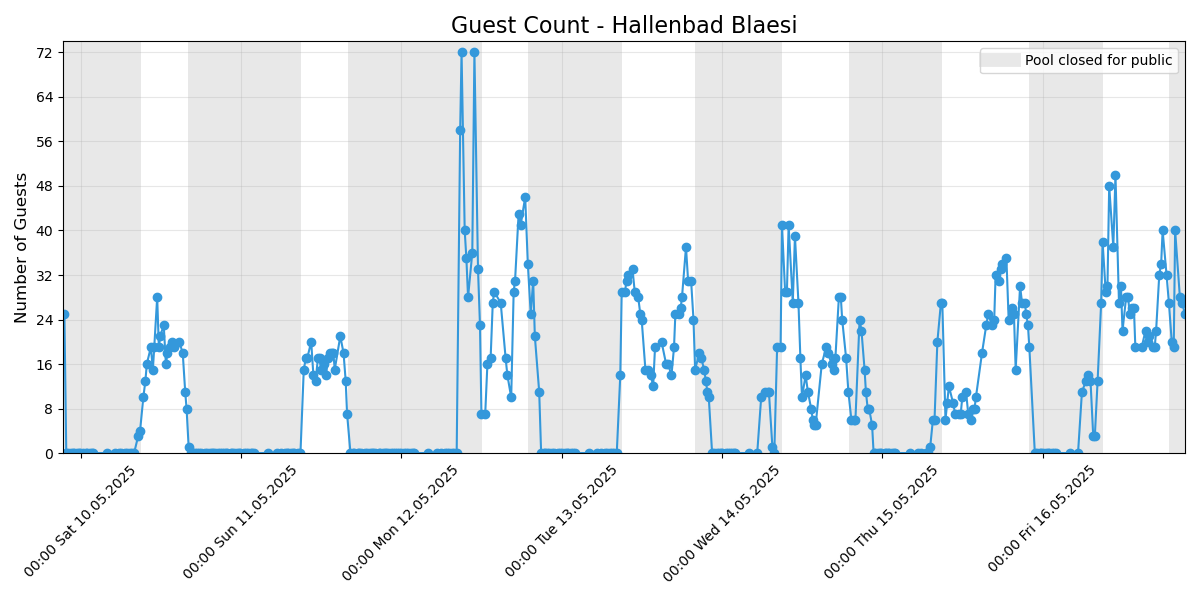 Guest Count - Hallenbad Blaesi
Pool closed for public
Number of Guests
72
64
56
48
40
32
24
16
8
0
00:00 Sat 10.05.2025
00:00 Sun 11.05.2025
00:00 Mon 12.05.2025
00:00 Tue 13.05.2025
00:00 Wed 14.05.2025
00:00 Thu 15.05.2025
00:00 Fri 16.05.2025